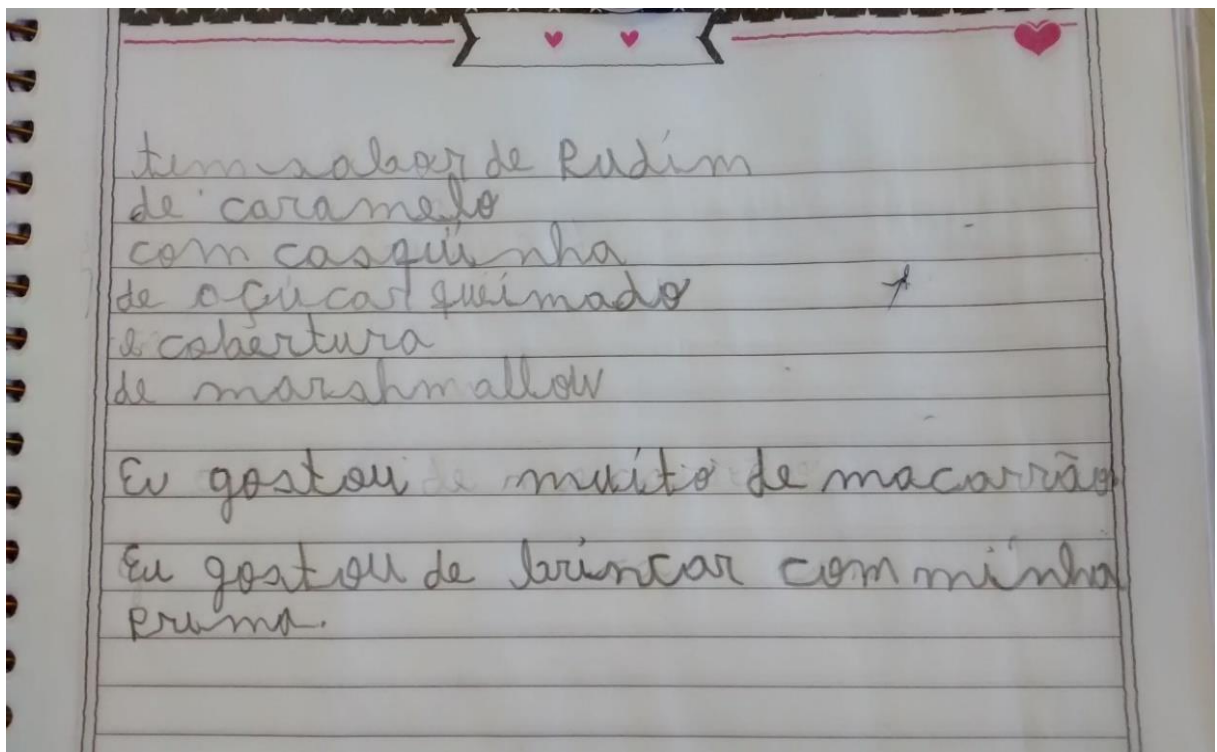 tem sabor de Pudim
de caramelo
com casquinha
de açúcar queimado
e cobertura
de marshmallow
Eu gostou muito de macarrão
Eu gostou de brincar com minha
Prima.